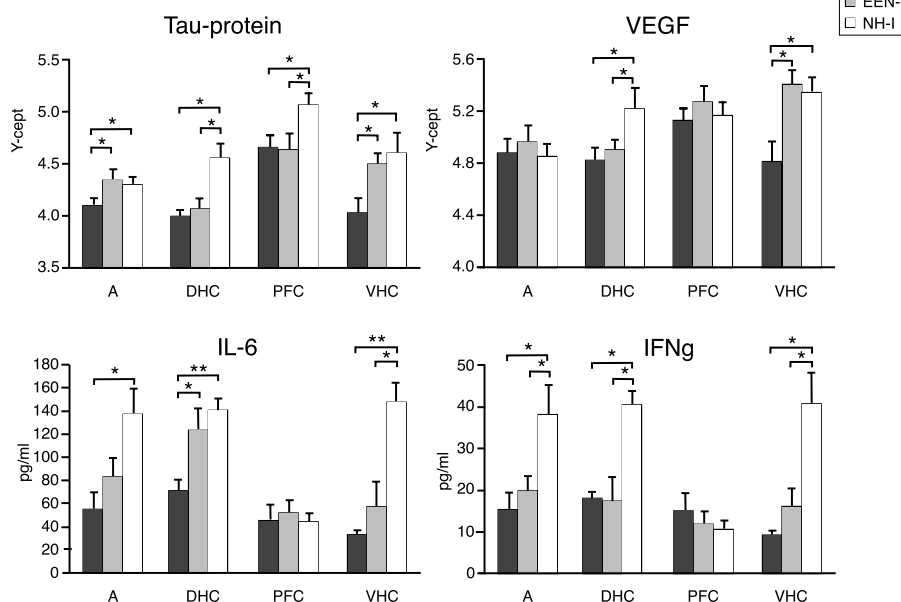 EEN-
NH-I
Tau-protein
VEGF
5.5
5.0
4.5
4.0
3.5
Y-cept
* * * * * * * *
A DHC PFC VHC
5.6
5.2
4.8
4.4
4.0
Y-cept
* * * *
A DHC PFC VHC
IL-6
IFNg
180
160
140
120
100
80
60
40
20
0
pg/ml
* ** * ** *
A DHC PFC VHC
50
40
30
20
10
0
pg/ml
* * * * * *
A DHC PFC VHC